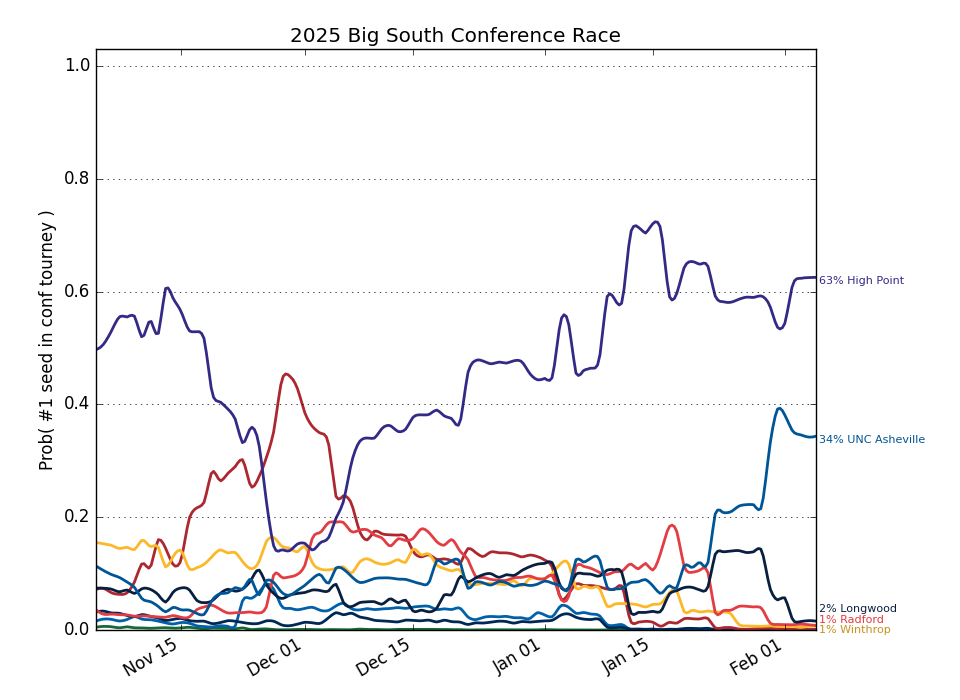 2025 Big South Conference Race
Prob( #1 seed in conf tourney )
1.0
0.8
0.6
0.4
0.2
0.0
Nov 15
Dec 01
Dec 15
Jan 01
Jan 15
Feb 01
63% High Point
34% UNC Asheville
2% Longwood
1% Radford
1% Winthrop